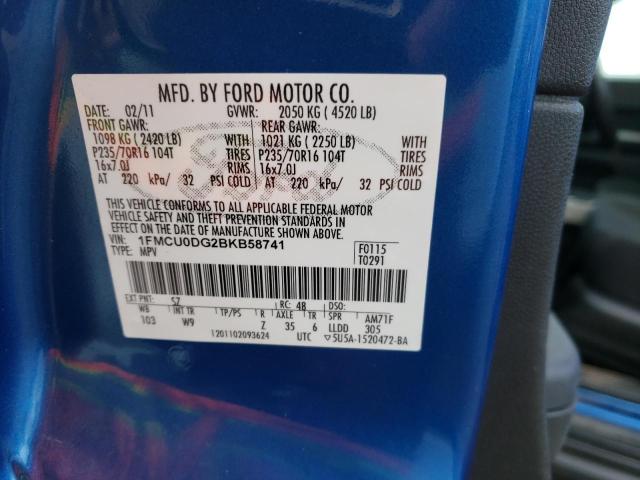 MFD. BY FORD MOTOR CO.
DATE: 02/11 GVWR: 2050 KG ( 4520 LB)
FRONT GAWR: REAR GAWR:
1098 KG (2420 LB) WITH 1021 KG ( 2250 LB) WITH
P235/70R16 104T TIRES P235/70R16 104T TIRES
16x7.0J RIMS 16x7.0J RIMS
AT 220 kPa/ 32 PSI COLD AT 220 kPa/ 32 PSI COLD
THIS VEHICLE CONFORMS TO ALL APPLICABLE FEDERAL MOTOR
VEHICLE SAFETY AND THEFT PREVENTION STANDARDS IN
EFFECT ON THE DATE OF MANUFACTURE SHOWN ABOVE.
VIN: 1FMCU0DG2BKB58741 F0115
TYPE: MPV T0291
EXT PNT: SZ RC: 48 DSO:
WB INT TR TP/PS R AXLE TR SPR AM71F
103 W9 Z 35 6 LLDD 305
1201102093624 UTC ▽5U5A-1520472-BA
Ford